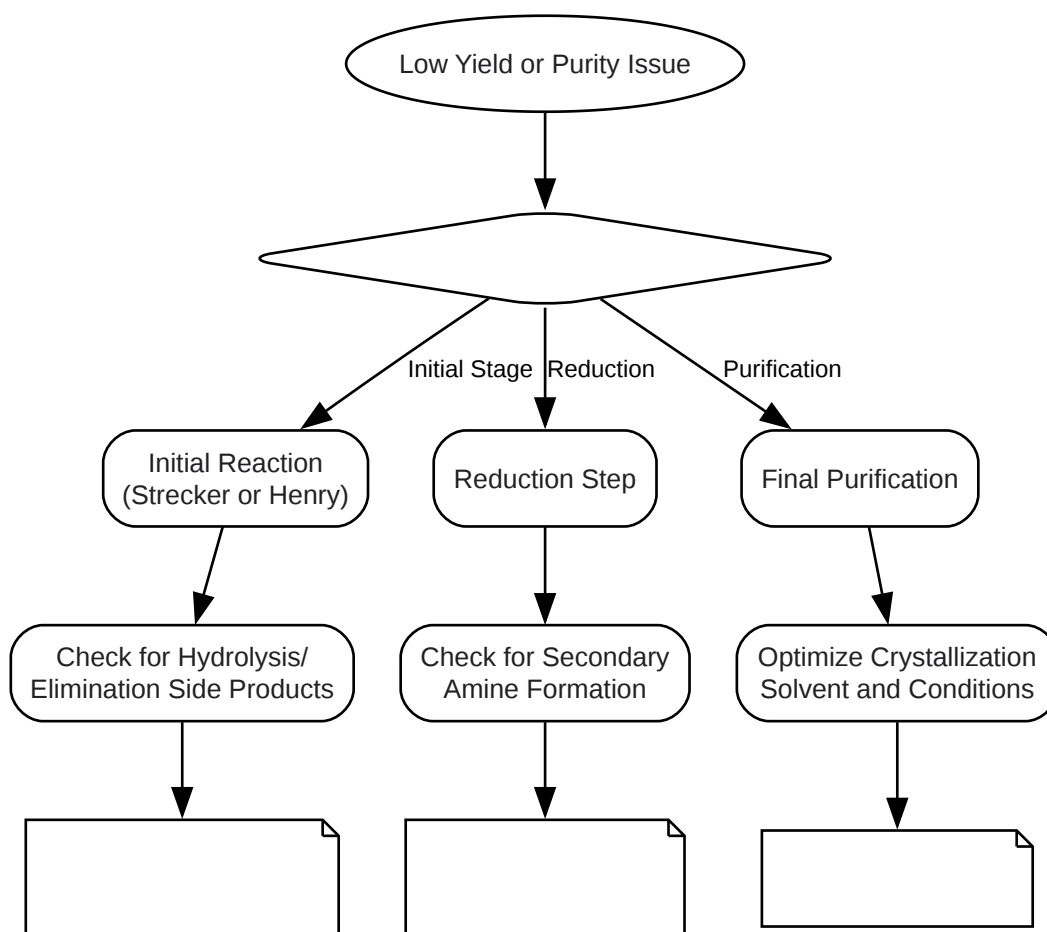 Low Yield or Purity Issue
Initial Stage
Reduction
Purification
Initial Reaction
(Strecker or Henry)
Reduction Step
Final Purification
Check for Hydrolysis/
Elimination Side Products
Check for Secondary
Amine Formation
Optimize Crystallization
Solvent and Conditions